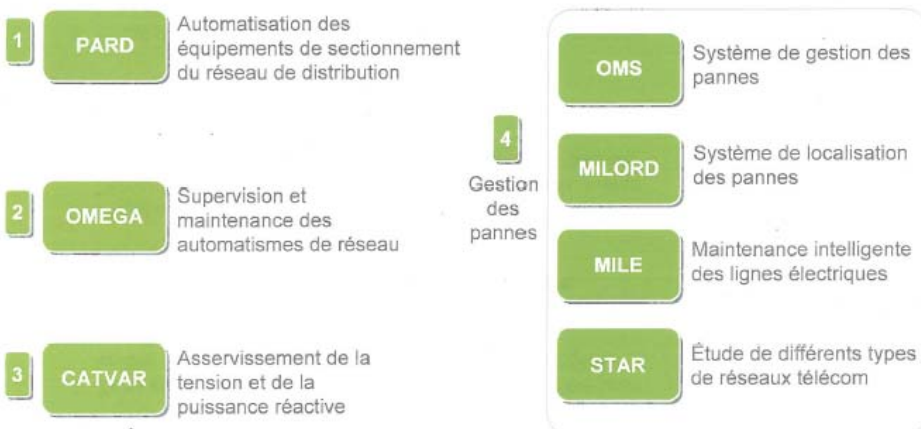 1
PARD
Automatisation des
équipements de sectionnement
du réseau de distribution
2
OMEGA
Supervision et
maintenance des
automatismes de réseau
3
CATVAR
Asservissement de la
tension et de la
puissance réactive
4
Gestion
des
pannes
OMS
Système de gestion des
pannes
MILORD
Système de localisation
des pannes
MILE
Maintenance intelligente
des lignes électriques
STAR
Étude de différents types
de réseaux télécom